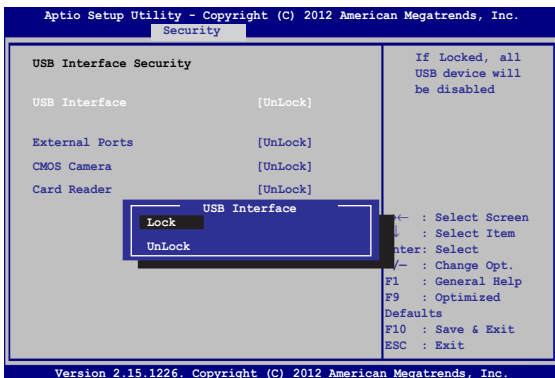 Aptio Setup Utility - Copyright (C) 2012 American Megatrends, Inc.
Security
USB Interface Security
USB Interface [UnLock]
External Ports [UnLock]
CMOS Camera [UnLock]
Card Reader [UnLock]
USB Interface
Lock
UnLock
If Locked, all
USB device will
be disabled
← : Select Screen
: Select Item
nter: Select
/— : Change Opt.
F1 : General Help
F9 : Optimized
Defaults
F10 : Save & Exit
ESC : Exit
Version 2.15.1226. Copyright (C) 2012 American Megatrends, Inc.